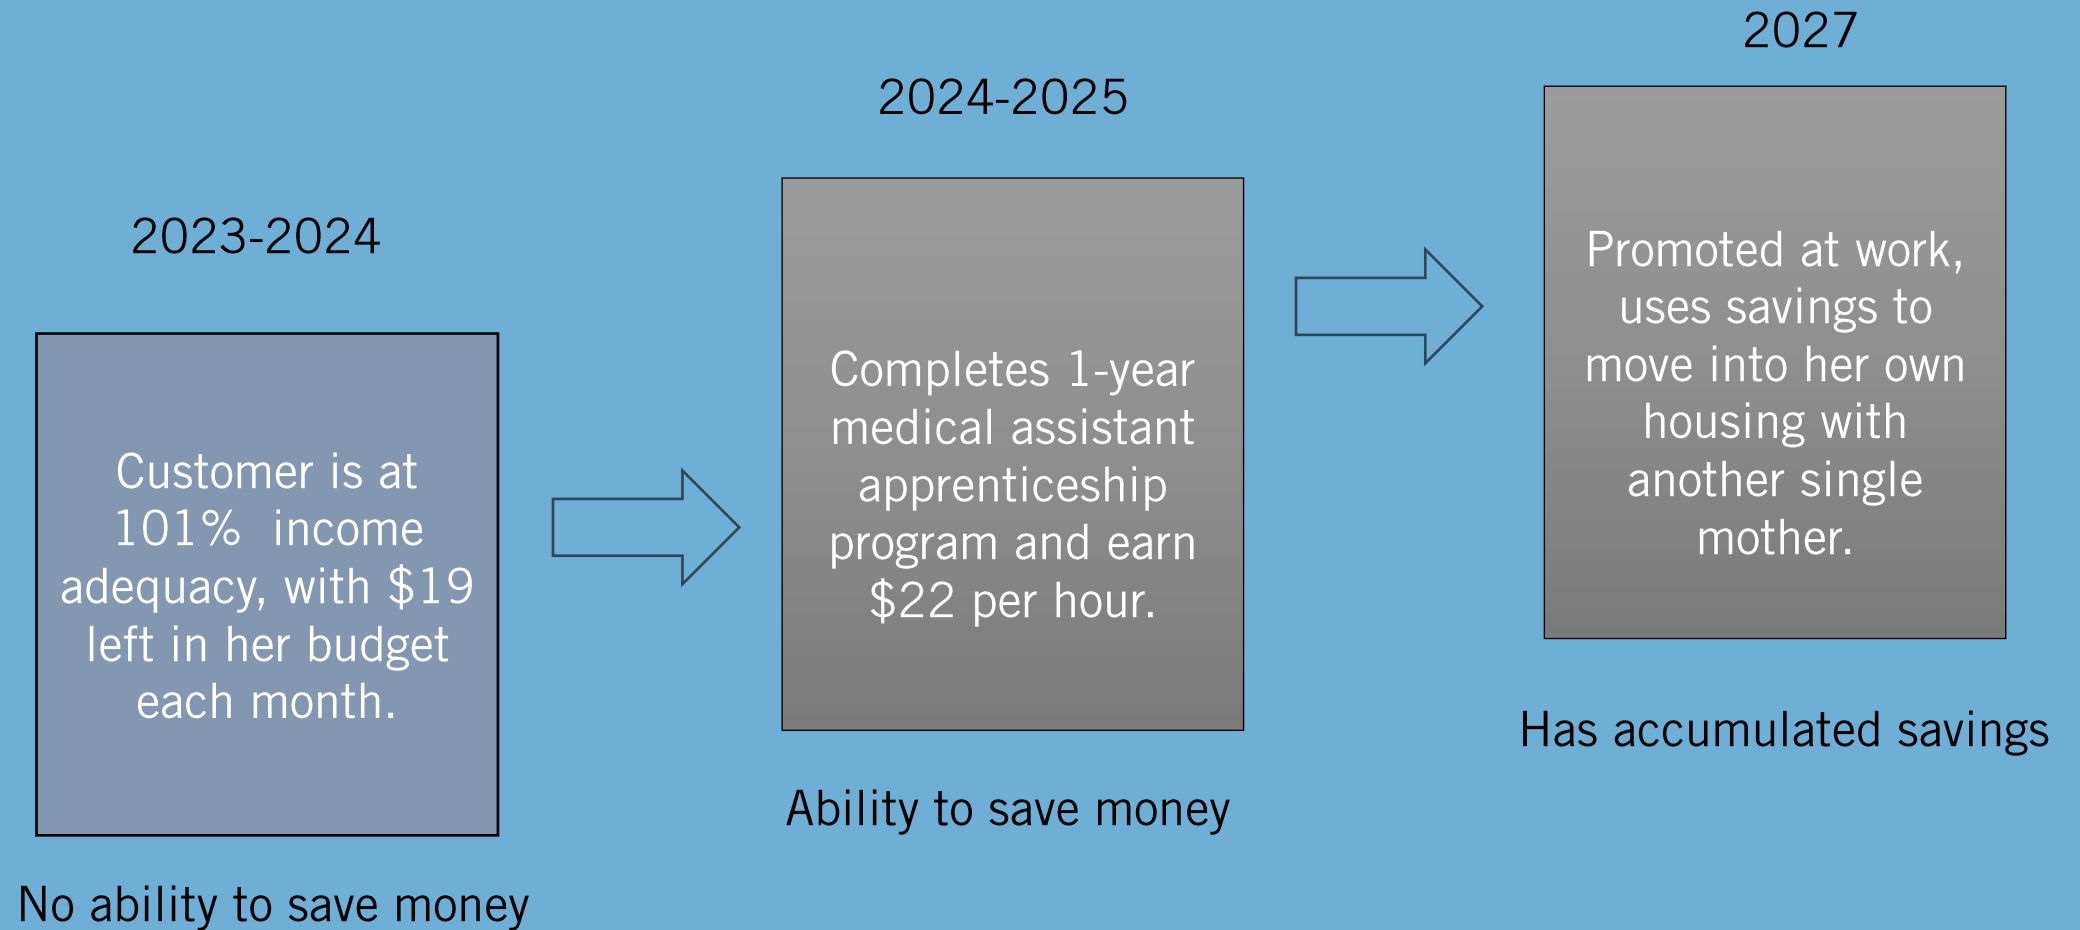 2023-2024
Customer is at
101%  income
adequacy, with $19
left in her budget
each month.
No ability to save money
2024-2025
Completes 1-year
medical assistant
apprenticeship
program and earn
$22 per hour.
Ability to save money
2027
Promoted at work,
uses savings to
move into her own
housing with
another single
mother.
Has accumulated savings